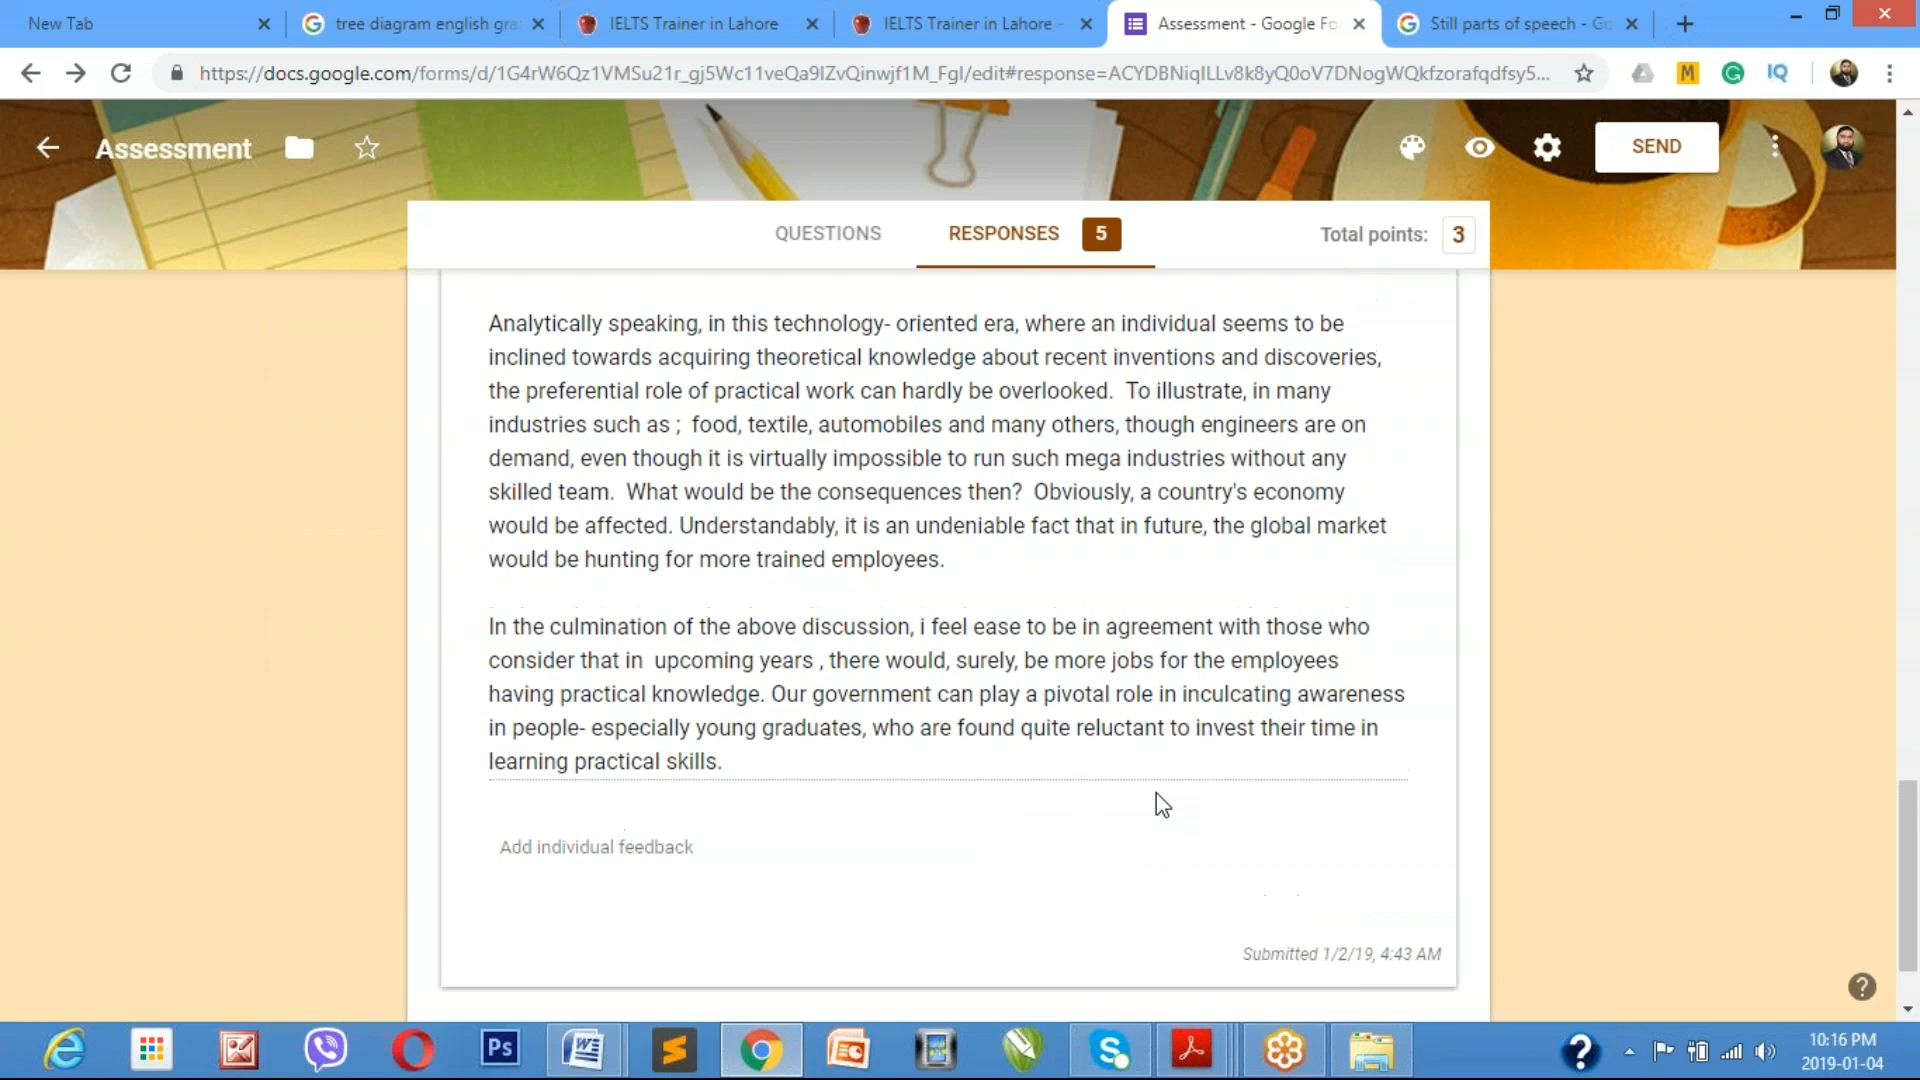 New Tab
tree diagram english gra
IELTS Trainer in Lahore
IELTS Trainer in Lahore -
Assessment - Google Fo
Still parts of speech - Go
https://docs.google.com/forms/d/1G4rW6Qz1VMSu21r_gj5Wc11veQa9IZvQinwjf1M_FgI/edit#response=ACYDBNiqILLv8k8yQ0oV7DNogWQkfzorafqdfsy5...
Assessment
SEND
QUESTIONS
RESPONSES
5
Total points:
3
Analytically speaking, in this technology- oriented era, where an individual seems to be
inclined towards acquiring theoretical knowledge about recent inventions and discoveries,
the preferential role of practical work can hardly be overlooked.  To illustrate, in many
industries such as ;  food, textile, automobiles and many others, though engineers are on
demand, even though it is virtually impossible to run such mega industries without any
skilled team.  What would be the consequences then?  Obviously, a country's economy
would be affected. Understandably, it is an undeniable fact that in future, the global market
would be hunting for more trained employees.
In the culmination of the above discussion, i feel ease to be in agreement with those who
consider that in  upcoming years , there would, surely, be more jobs for the employees
having practical knowledge. Our government can play a pivotal role in inculcating awareness
in people- especially young graduates, who are found quite reluctant to invest their time in
learning practical skills.
Add individual feedback
Submitted 1/2/19, 4:43 AM
Ps
10:16 PM
2019-01-04